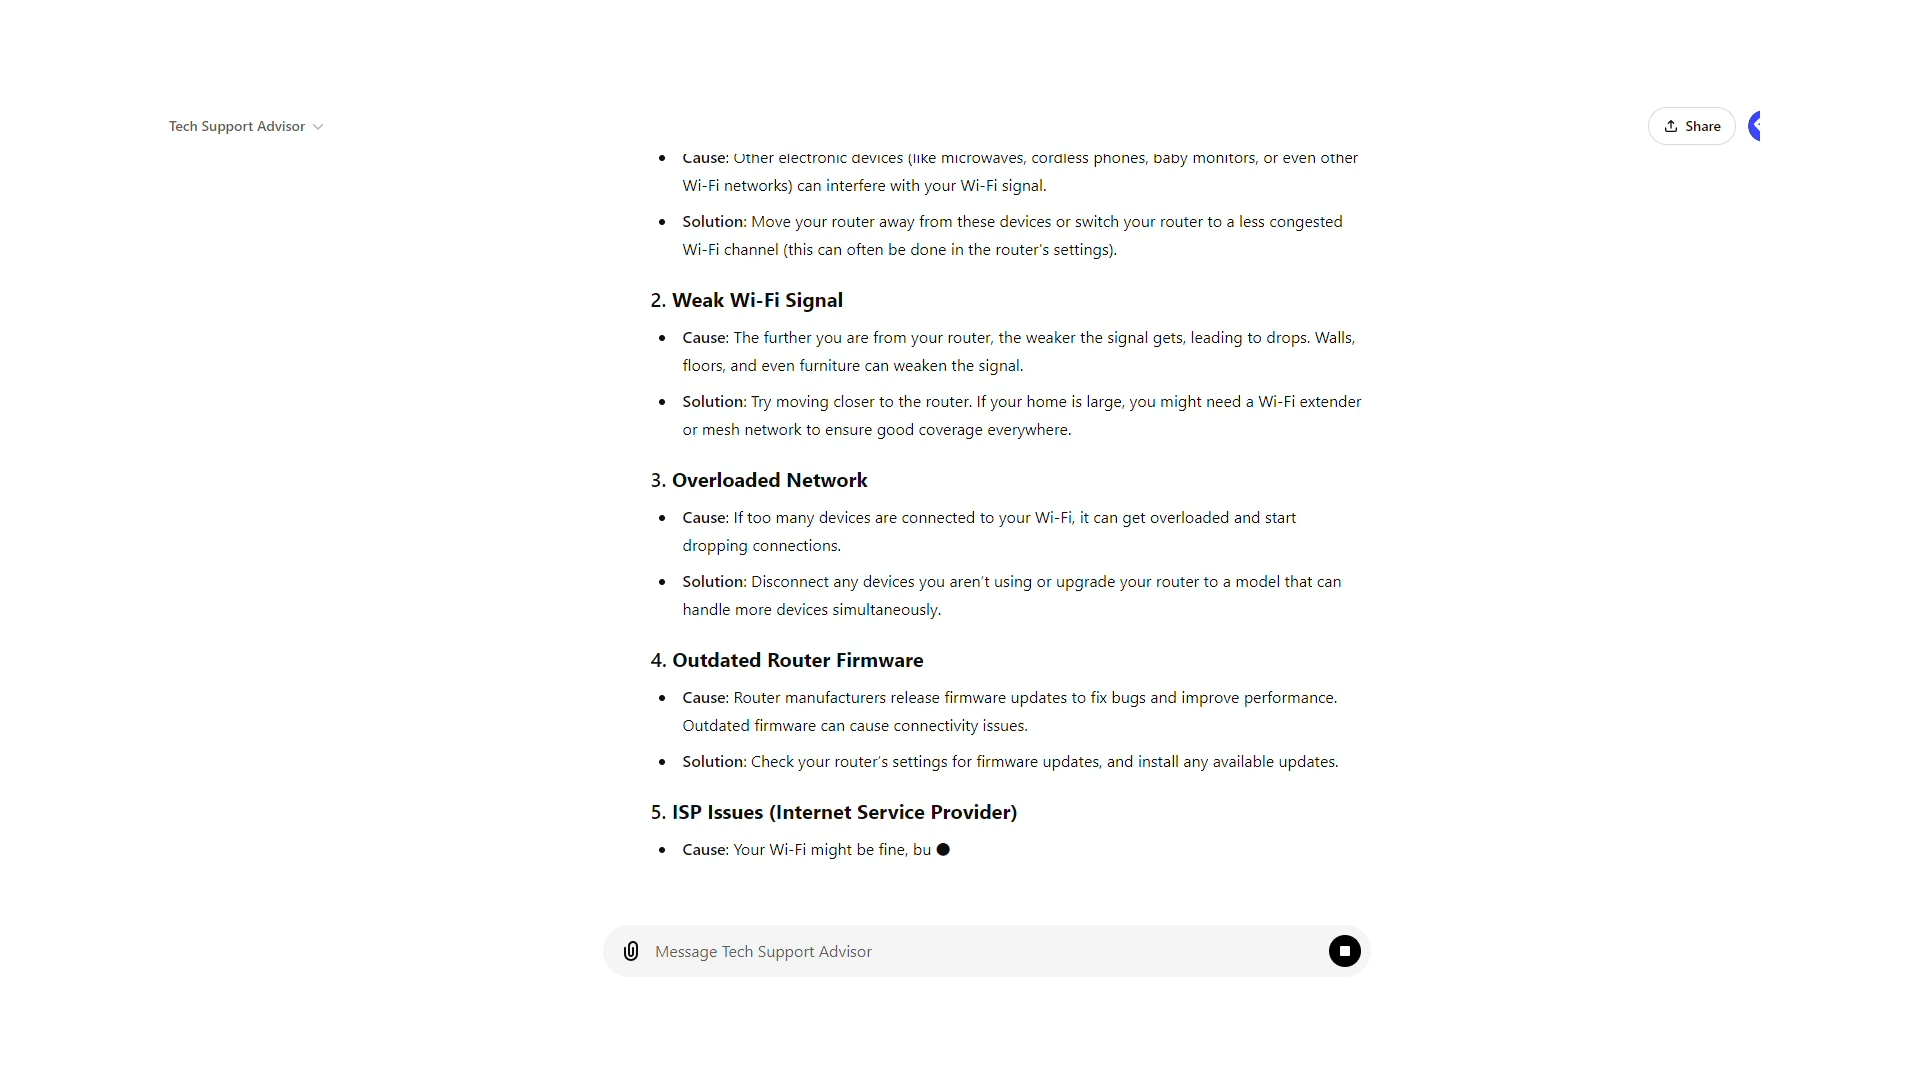 Tech Support Advisor
Share
Cause: Other electronic devices (like microwaves, cordless phones, baby monitors, or even other
Wi-Fi networks) can interfere with your Wi-Fi signal.
Solution: Move your router away from these devices or switch your router to a less congested
Wi-Fi channel (this can often be done in the router's settings).
2. Weak Wi-Fi Signal
Cause: The further you are from your router, the weaker the signal gets, leading to drops. Walls,
floors, and even furniture can weaken the signal.
Solution: Try moving closer to the router. If your home is large, you might need a Wi-Fi extender
or mesh network to ensure good coverage everywhere.
3. Overloaded Network
Cause: If too many devices are connected to your Wi-Fi, it can get overloaded and start
dropping connections.
Solution: Disconnect any devices you aren't using or upgrade your router to a model that can
handle more devices simultaneously.
4. Outdated Router Firmware
Cause: Router manufacturers release firmware updates to fix bugs and improve performance.
Outdated firmware can cause connectivity issues.
Solution: Check your router's settings for firmware updates, and install any available updates.
5. ISP Issues (Internet Service Provider)
Cause: Your Wi-Fi might be fine, bu
Message Tech Support Advisor